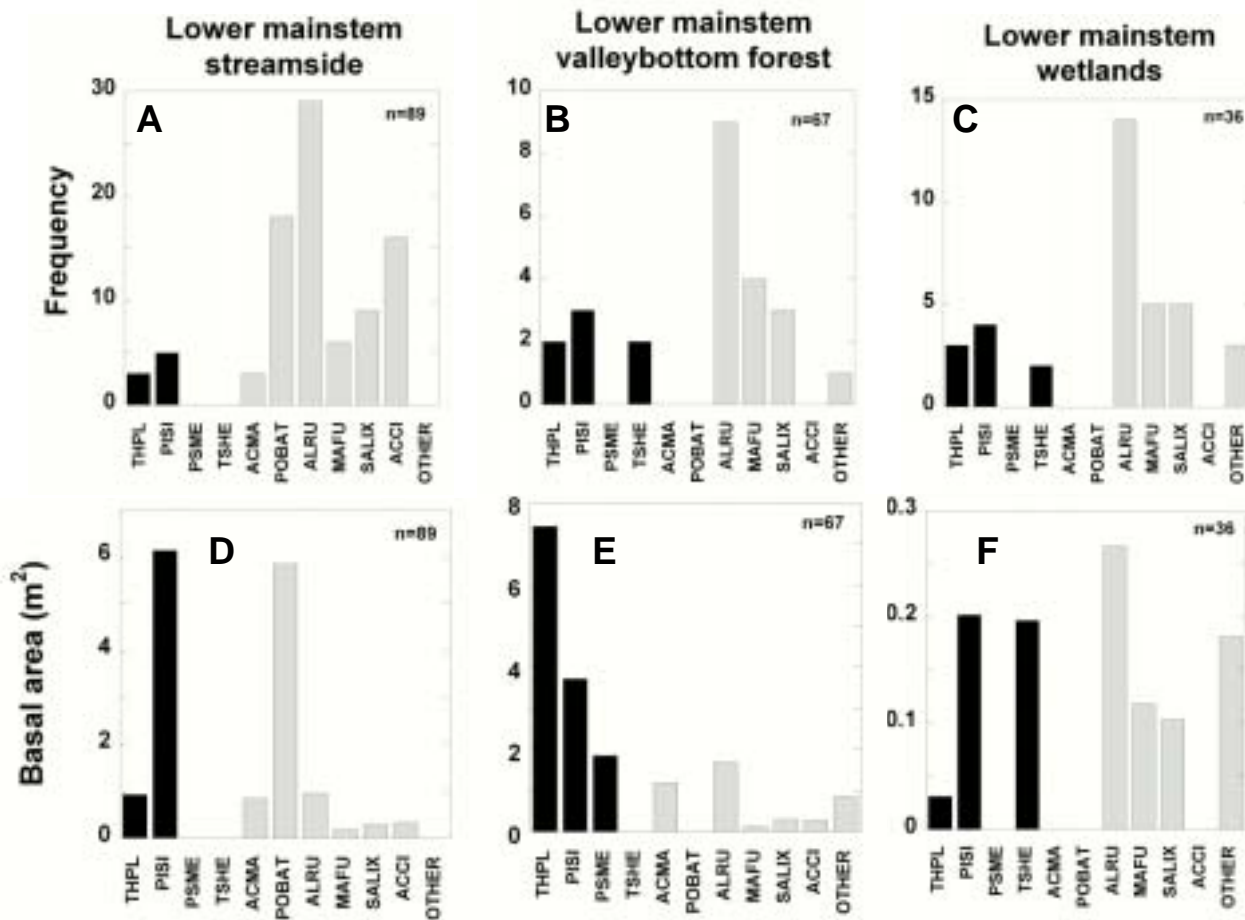 Lower mainstem
streamside
Lower mainstem
valleybottom forest
Lower mainstem
wetlands
Frequency
30
20
10
0
A
n=89
THPL
PISI
PSME
TSHE
ACMA
POBAT
ALRU
MAFU
SALIX
ACCI
OTHER
10
8
6
4
2
0
B
n=67
THPL
PISI
PSME
TSHE
ACMA
POBAT
ALRU
MAFU
SALIX
ACCI
OTHER
15
10
5
0
C
n=36
THPL
PISI
PSME
TSHE
ACMA
POBAT
ALRU
MAFU
SALIX
ACCI
OTHER
Basal area (m²)
6
4
2
0
D
n=89
THPL
PISI
PSME
TSHE
ACMA
POBAT
ALRU
MAFU
SALIX
ACCI
OTHER
8
6
4
2
0
E
n=67
THPL
PISI
PSME
TSHE
ACMA
POBAT
ALRU
MAFU
SALIX
ACCI
OTHER
0.3
0.2
0.1
0
F
n=36
THPL
PISI
PSME
TSHE
ACMA
POBAT
ALRU
MAFU
SALIX
ACCI
OTHER